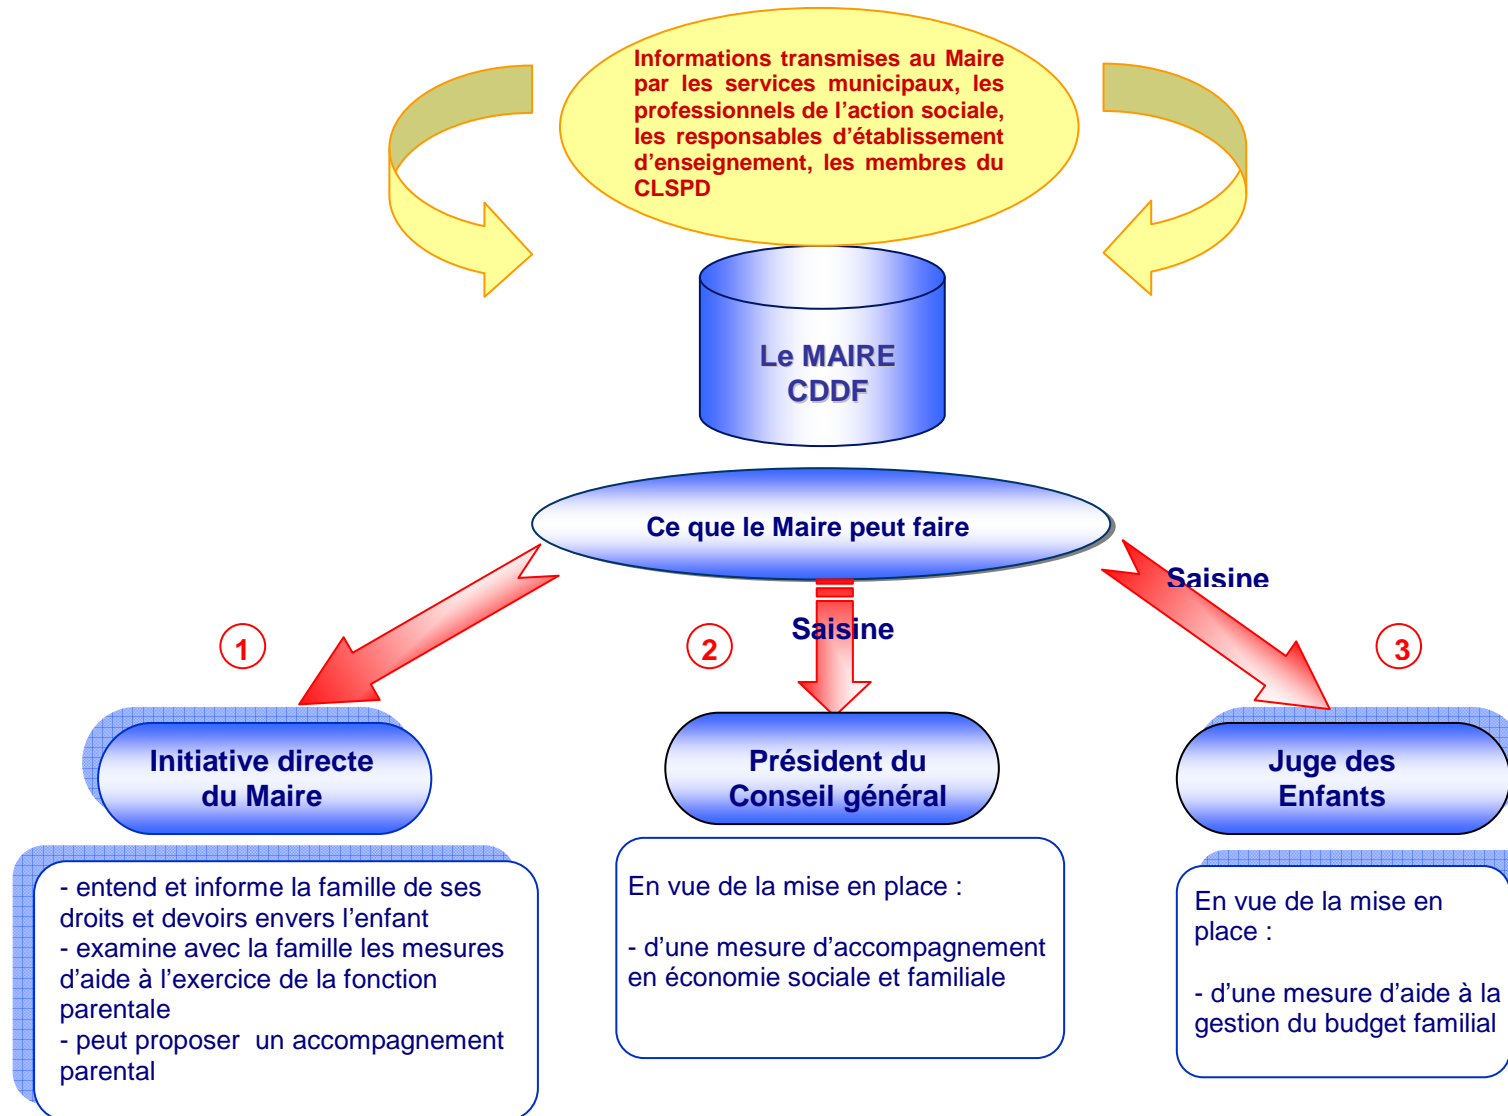 Informations transmises au Maire
par les services municipaux, les
professionnels de l'action sociale,
les responsables d'établissement
d'enseignement, les membres du
CLSPD
Le MAIRE
CDDF
Ce que le Maire peut faire
Saisine
Saisine
1
2
3
Initiative directe
du Maire
Président du
Conseil général
Juge des
Enfants
- entend et informe la famille de ses
droits et devoirs envers l'enfant
- examine avec la famille les mesures
d'aide à l'exercice de la fonction
parentale
- peut proposer un accompagnement
parental
En vue de la mise en place :
- d'une mesure d'accompagnement
en économie sociale et familiale
En vue de la mise en
place :
- d'une mesure d'aide à la
gestion du budget familial